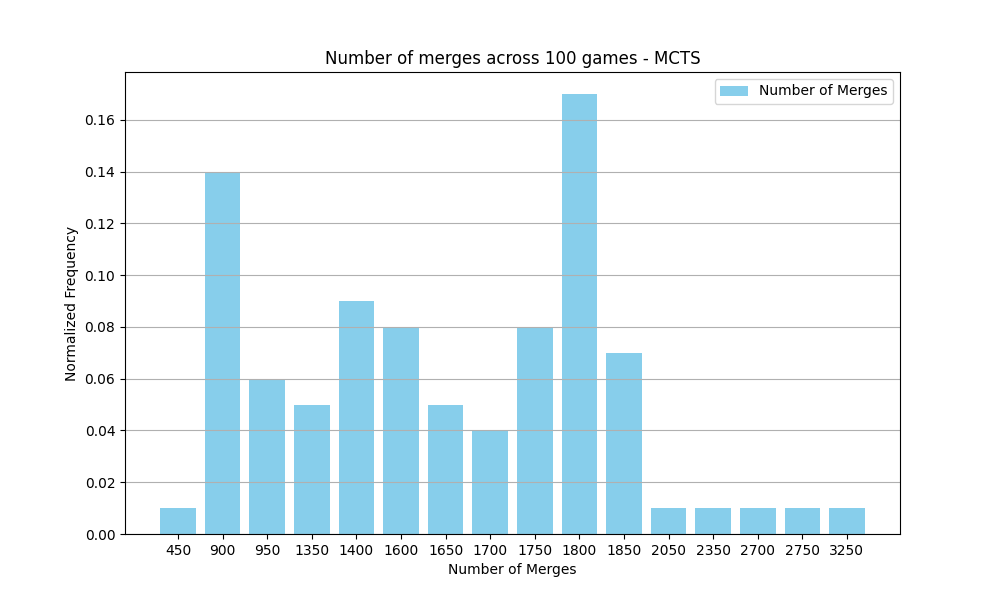 Number of merges across 100 games - MCTS
Number of Merges
0.16
0.14
0.12
0.10
0.08
0.06
0.04
0.02
0.00
Normalized Frequency
450 900 950 1350 1400 1600 1650 1700 1750 1800 1850 2050 2350 2700 2750 3250
Number of Merges